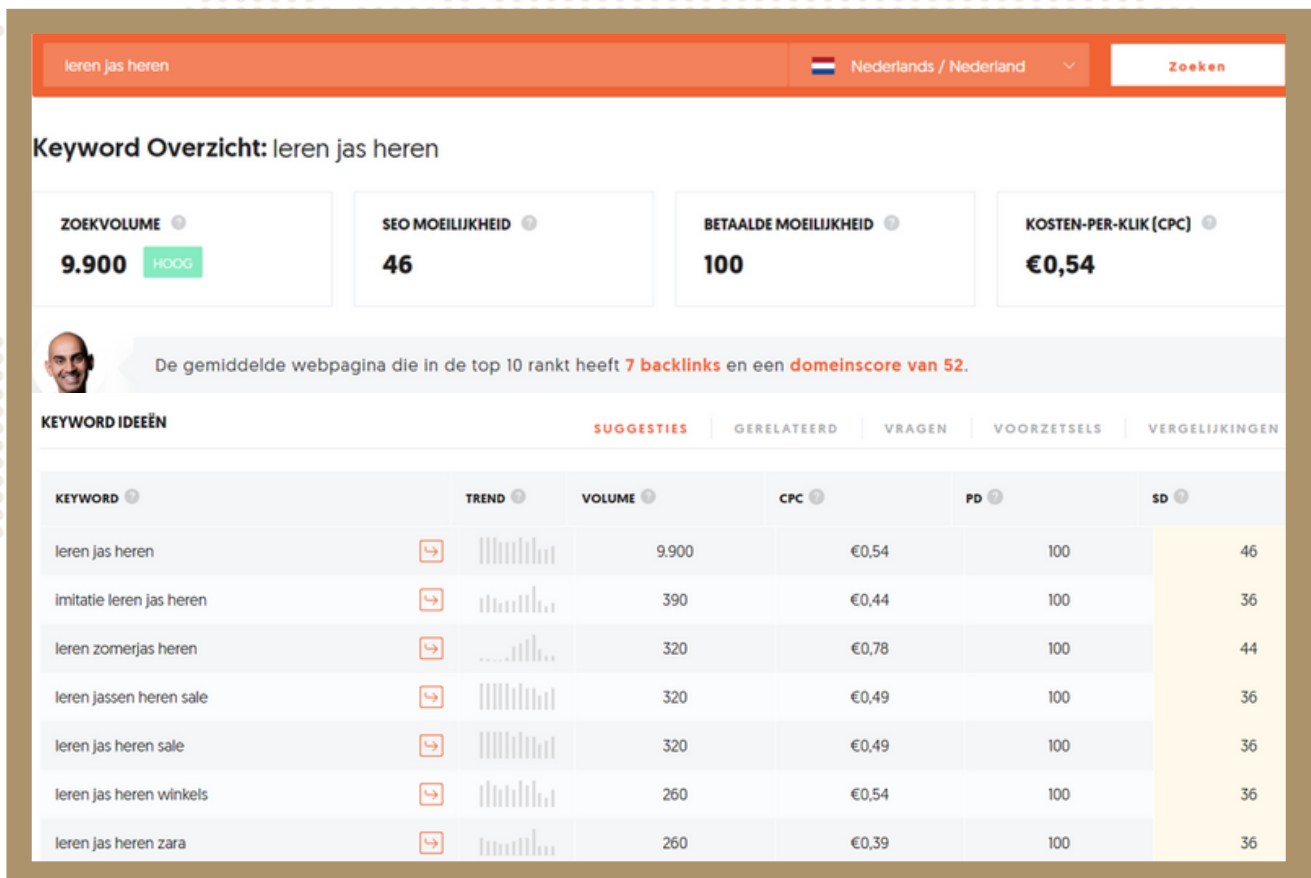 leren jas heren Nederlands / Nederland Zoeken
Keyword Overzicht: leren jas heren
ZOEKVOLUME SEO MOEILIJKHEID BETAALDE MOEILIJKHEID KOSTEN-PER-KLIK (CPC)
9.900 HOOG 46 100 €0,54
De gemiddelde webpagina die in de top 10 rankt heeft 7 backlinks en een domeinscore van 52.
KEYWORD IDEEËN SUGGESTIES GERELATEERD VRAGEN VOORZETSELS VERGELIJKINGEN
KEYWORD TREND VOLUME CPC PD SD
leren jas heren 9.900 €0,54 100 46
imitatie leren jas heren 390 €0,44 100 36
leren zomerjas heren 320 €0,78 100 44
leren jassen heren sale 320 €0,49 100 36
leren jas heren sale 320 €0,49 100 36
leren jas heren winkels 260 €0,54 100 36
leren jas heren zara 260 €0,39 100 36